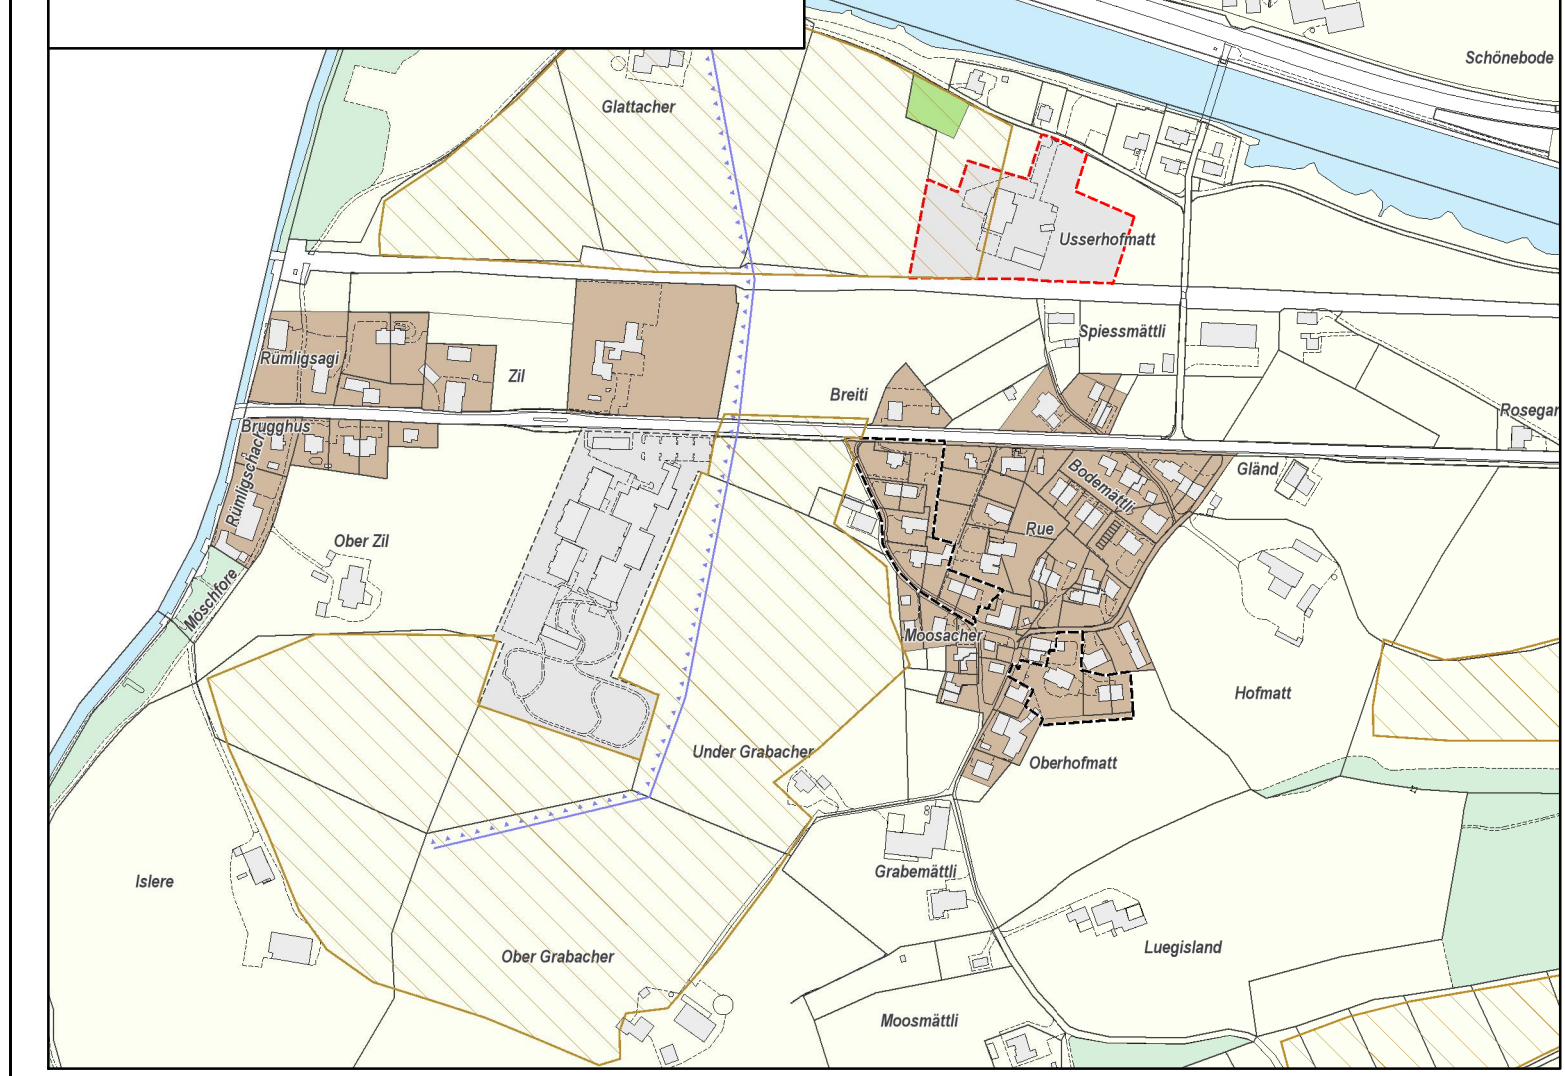 Schönebode
Glattacher
Usserhofmatt
Spiessmättli
Rümligsagi
Zil
Breiti
Rosegar
Brugghus
Rümligschach
Gländ
Bodemättli
Rue
Ober Zil
Möschfore
Moosacher
Hofmatt
Under Grabacher
Oberhofmatt
Grabemättli
Islere
Ober Grabacher
Luegisland
Moosmättli